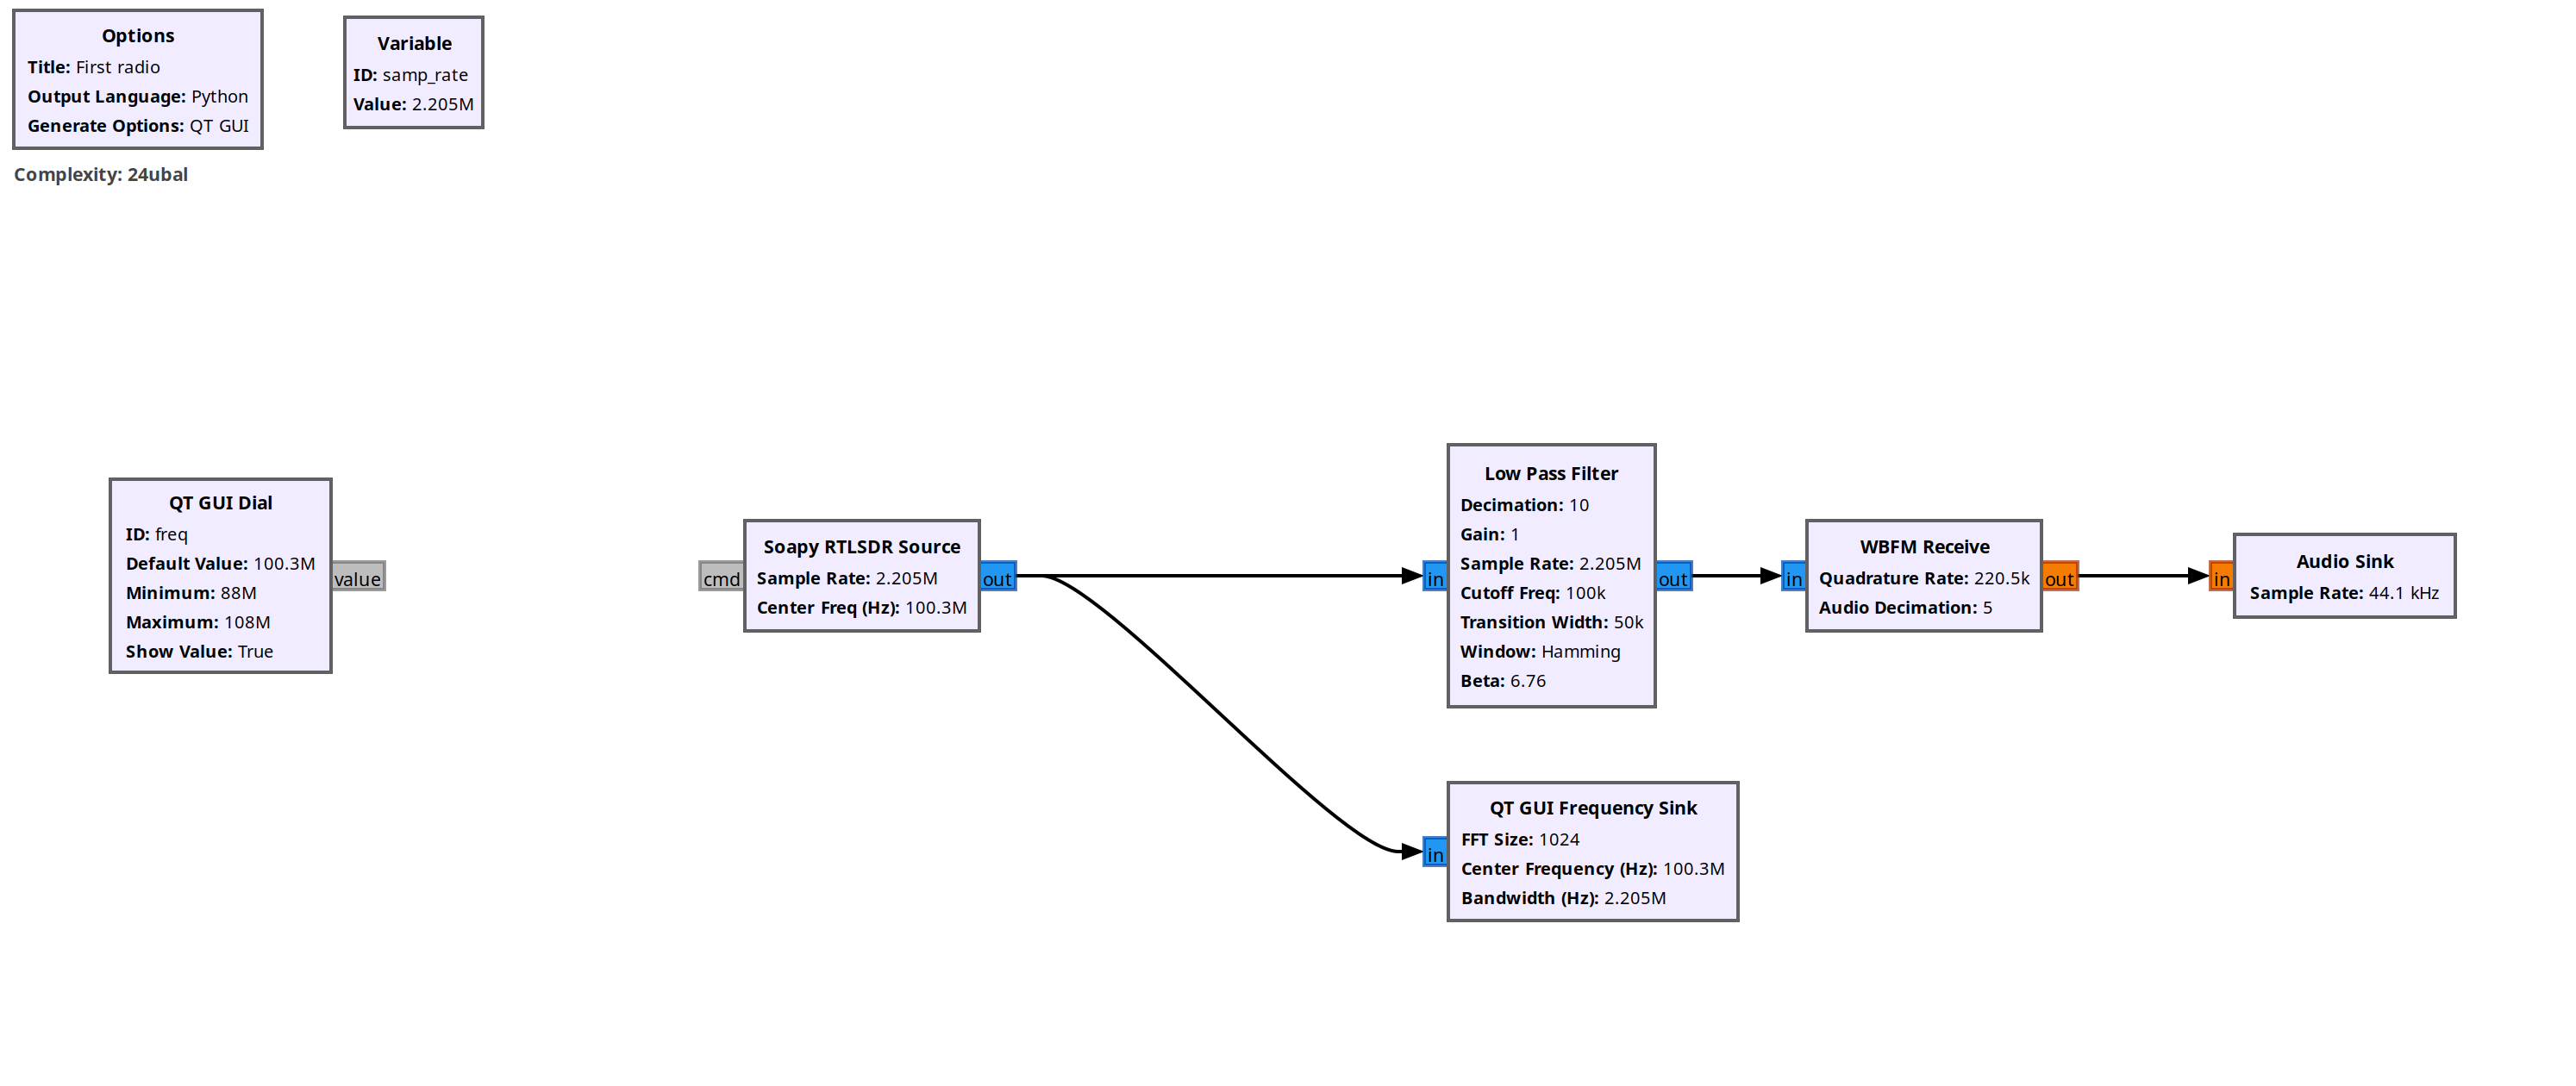 Options
Title: First radio
Output Language: Python
Generate Options: QT GUI
Complexity: 24ubal
Variable
ID: samp_rate
Value: 2.205M
QT GUI Dial
ID: freq
Default Value: 100.3M
Minimum: 88M
Maximum: 108M
Show Value: True
value
cmd
Soapy RTLSDR Source
Sample Rate: 2.205M
Center Freq (Hz): 100.3M
out
in
Low Pass Filter
Decimation: 10
Gain: 1
Sample Rate: 2.205M
Cutoff Freq: 100k
Transition Width: 50k
Window: Hamming
Beta: 6.76
out
in
WBFM Receive
Quadrature Rate: 220.5k
Audio Decimation: 5
out
in
Audio Sink
Sample Rate: 44.1 kHz
in
QT GUI Frequency Sink
FFT Size: 1024
Center Frequency (Hz): 100.3M
Bandwidth (Hz): 2.205M